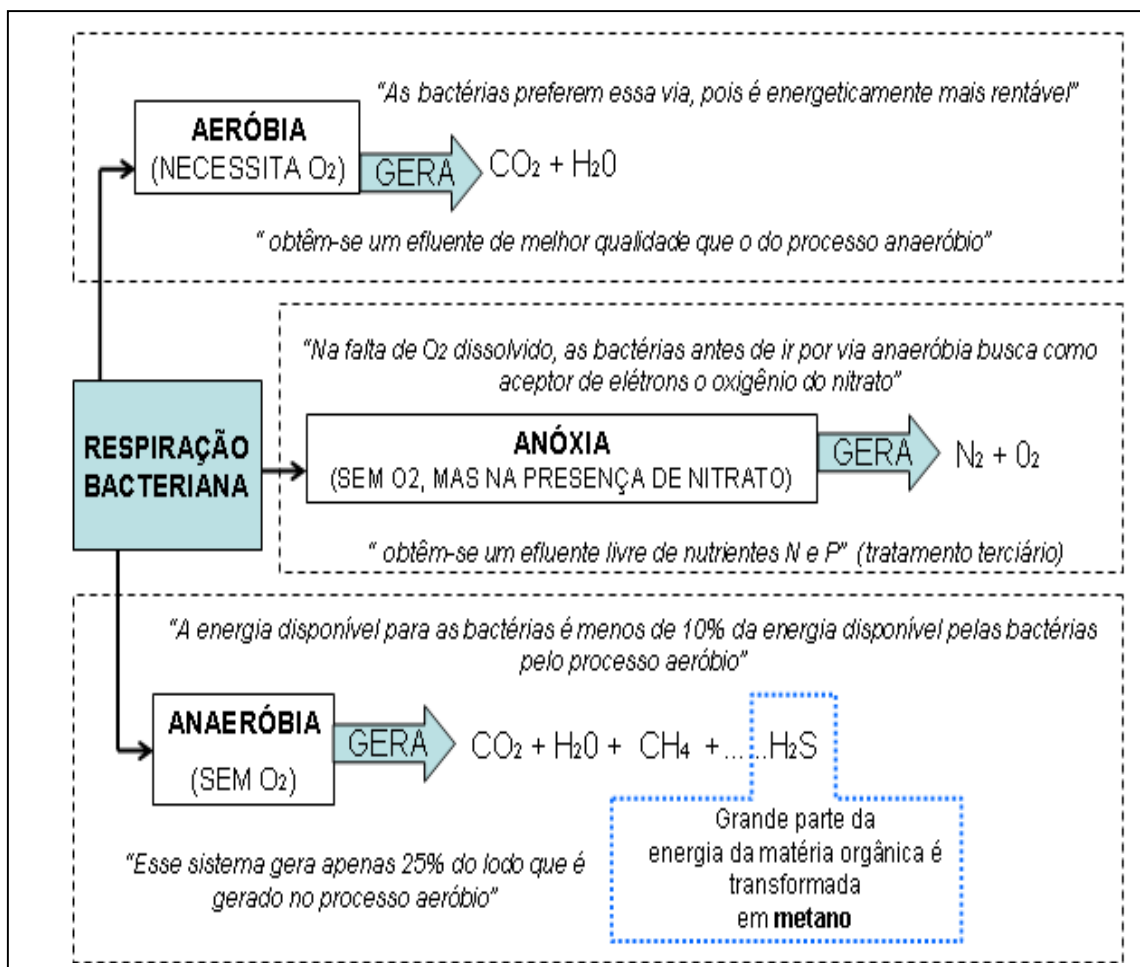 "As bactérias preferem essa via, pois é energeticamente mais rentável"
AERÓBIA
(NECESSITA O₂)
GERA
CO₂ + H₂0
" obtêm-se um efluente de melhor qualidade que o do processo anaeróbio"
"Na falta de O₂ dissolvido, as bactérias antes de ir por via anaeróbia busca como
aceptor de elétrons o oxigênio do nitrato"
RESPIRAÇÃO
BACTERIANA
ANÓXIA
(SEM O2, MAS NA PRESENÇA DE NITRATO)
GERA
N₂ + 0₂
" obtêm-se um efluente livre de nutrientes N e P" (tratamento terciário)
"A energia disponível para as bactérias é menos de 10% da energia disponível pelas bactérias
pelo processo aeróbio"
ANAERÓBIA
(SEM O₂)
GERA
CO₂ + H₂0 + CH₄ +...…H₂S
Grande parte da
energia da matéria orgânica é
transformada
em metano
"Esse sistema gera apenas 25% do lodo que é
gerado no processo aeróbio"